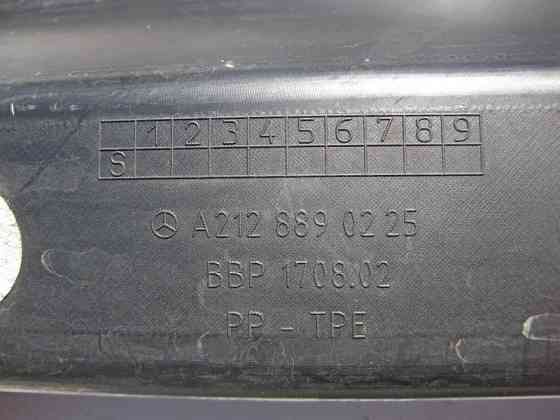 1 2 3 4 5 6 7 8 9
S
A212 889 02 25
BBP 1708.02
PP - TPE